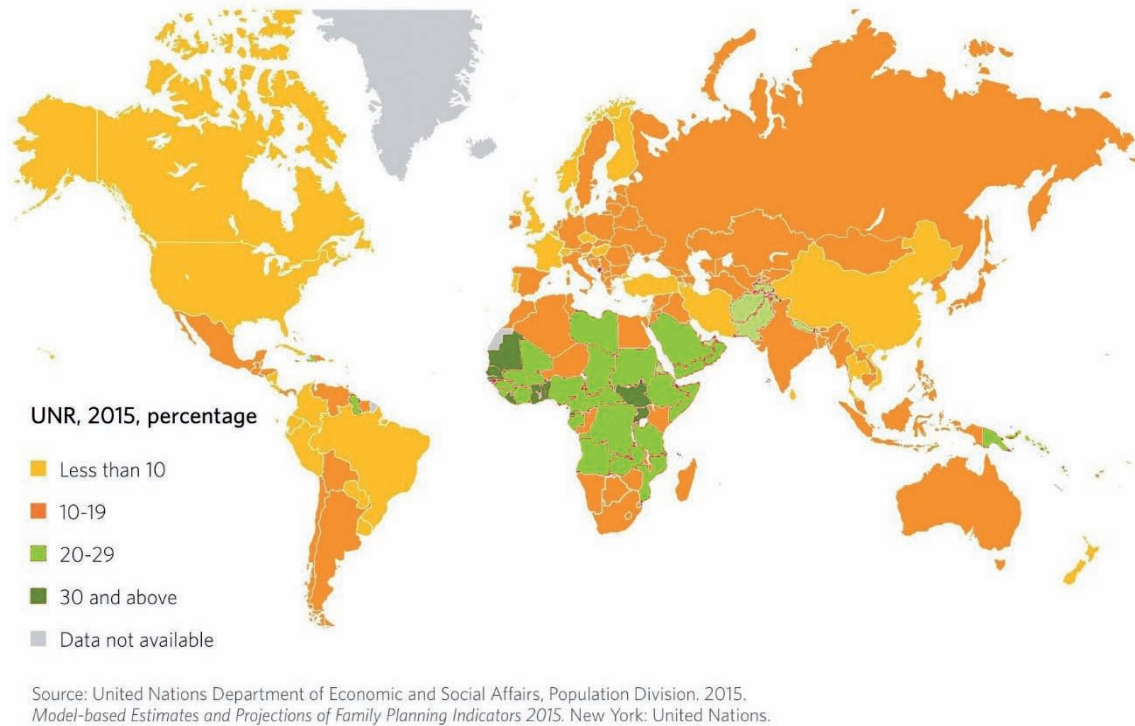 UNR, 2015, percentage
Less than 10
10-19
20-29
30 and above
Data not available
Source: United Nations Department of Economic and Social Affairs, Population Division. 2015.
Model-based Estimates and Projections of Family Planning Indicators 2015. New York: United Nations.